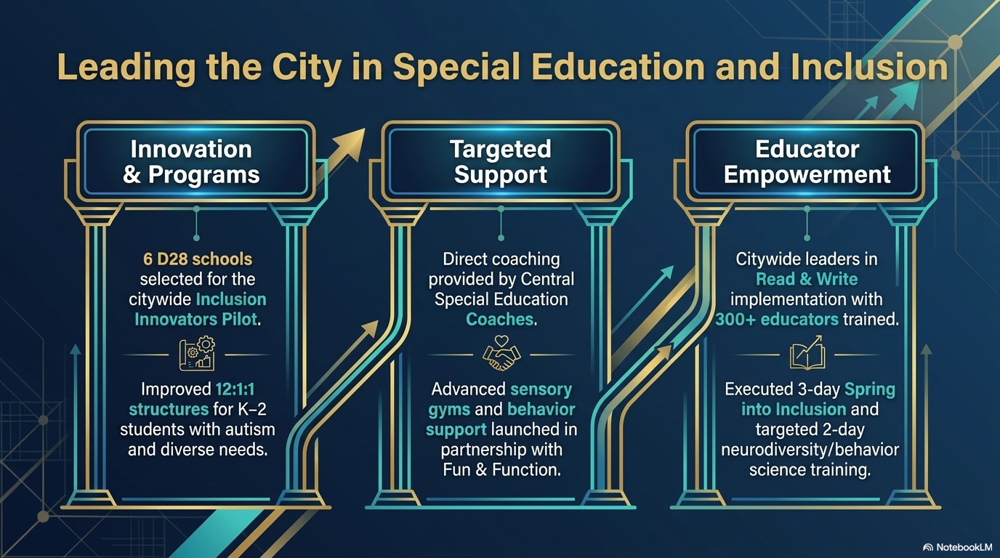 Leading the City in Special Education and Inclusion
Innovation
& Programs
6 D28 schools
selected for the
citywide Inclusion
Innovators Pilot.
Improved 12:1:1
structures for K–2
students with autism
and diverse needs.
Targeted
Support
Direct coaching
provided by Central
Special Education
Coaches.
Advanced sensory
gyms and behavior
support launched in
partnership with
Fun & Function.
Educator
Empowerment
Citywide leaders in
Read & Write
implementation with
300+ educators trained.
Executed 3-day Spring
into Inclusion and
targeted 2-day
neurodiversity/behavior
science training.
NotebookLM